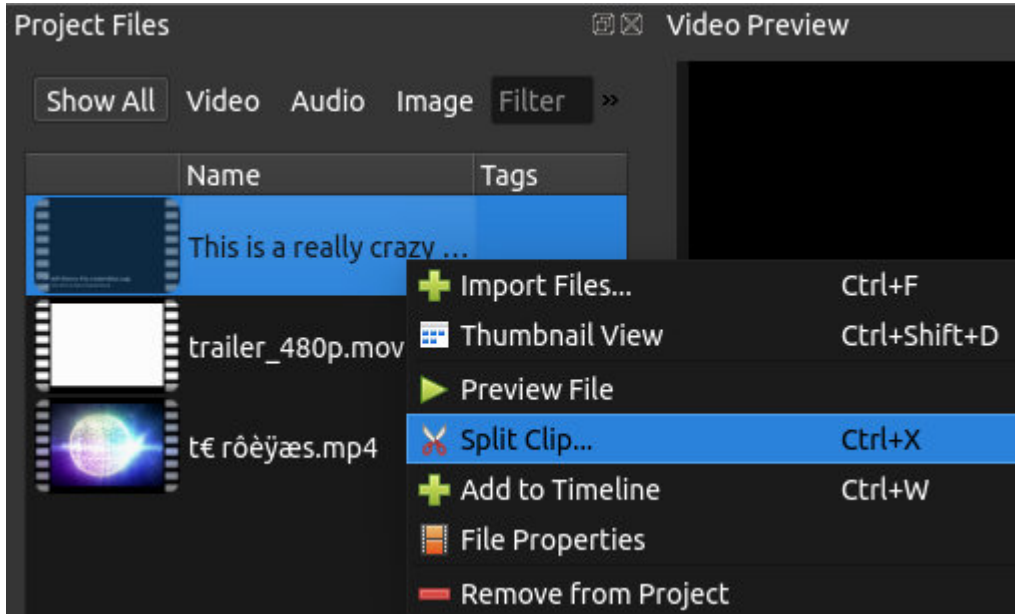 Project Files
Video Preview
Show All Video Audio Image Filter »
Name Tags
This is a really crazy ...
Import Files... Ctrl+F
Thumbnail View Ctrl+Shift+D
trailer_480p.mov
Preview File
Split Clip... Ctrl+X
t€ rôèÿæs.mp4
Add to Timeline Ctrl+W
File Properties
Remove from Project